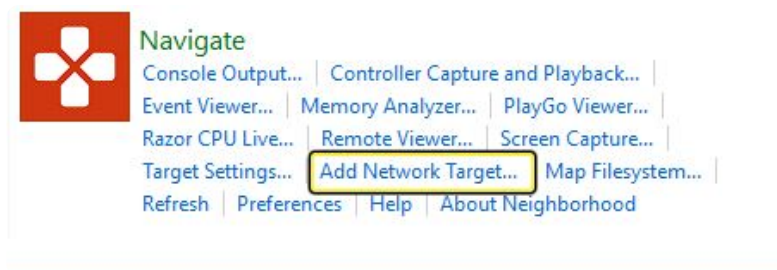 Navigate
Console Output... | Controller Capture and Playback... |
Event Viewer... | Memory Analyzer... | PlayGo Viewer... |
Razor CPU Live... | Remote Viewer... | Screen Capture... |
Target Settings... | Add Network Target... | Map Filesystem... |
Refresh | Preferences | Help | About Neighborhood